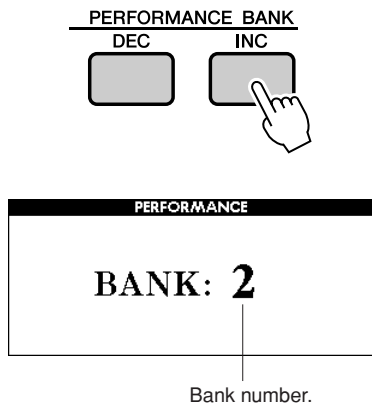 PERFORMANCE BANK
DEC INC
PERFORMANCE
BANK: 2
Bank number.